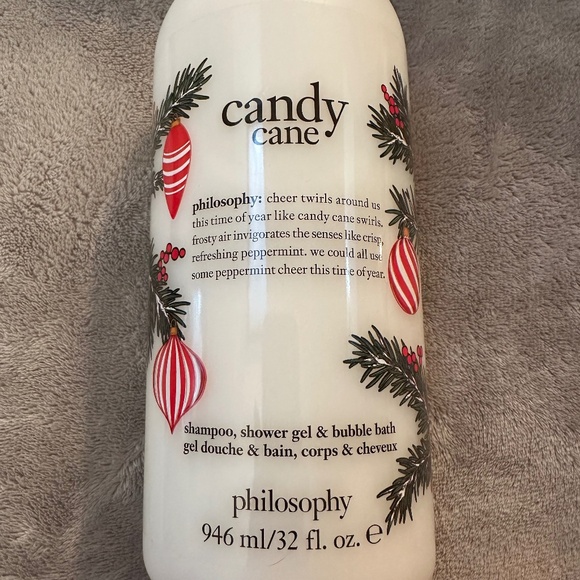 candy
cane
philosophy: cheer twirls around us
this time of year like candy cane swirls.
frosty air invigorates the senses like crisp,
refreshing peppermint. we could all use
some peppermint cheer this time of year.
shampoo, shower gel & bubble bath
gel douche & bain, corps & cheveux
philosophy
946 ml/32 fl. oz. ℮